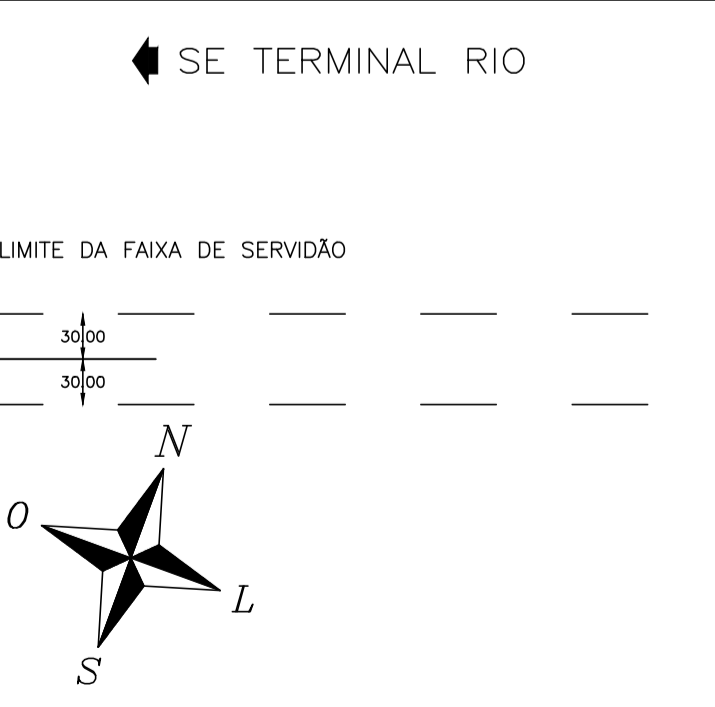 SE TERMINAL RIO
LIMITE DA FAIXA DE SERVIDÃO
30.00
30.00
N
O
L
S